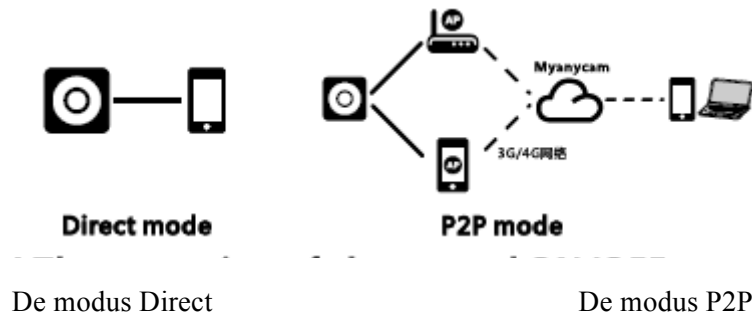 AP
Myanycam
AP
3G/4G网络
Direct mode P2P mode
De modus Direct De modus P2P